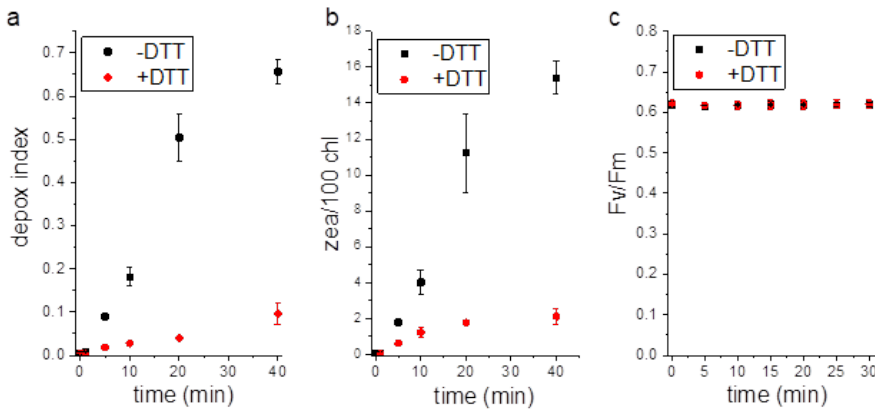 a
-DTT
+DTT
depox index
0.7
0.6
0.5
0.4
0.3
0.2
0.1
0.0
0
10
20
30
40
time (min)
b
-DTT
+DTT
zea/100 chl
18
16
14
12
10
8
6
4
2
0
0
10
20
30
40
time (min)
c
-DTT
+DTT
Fv/Fm
0.8
0.7
0.6
0.5
0.4
0.3
0.2
0.1
0.0
0
5
10
15
20
25
30
time (min)